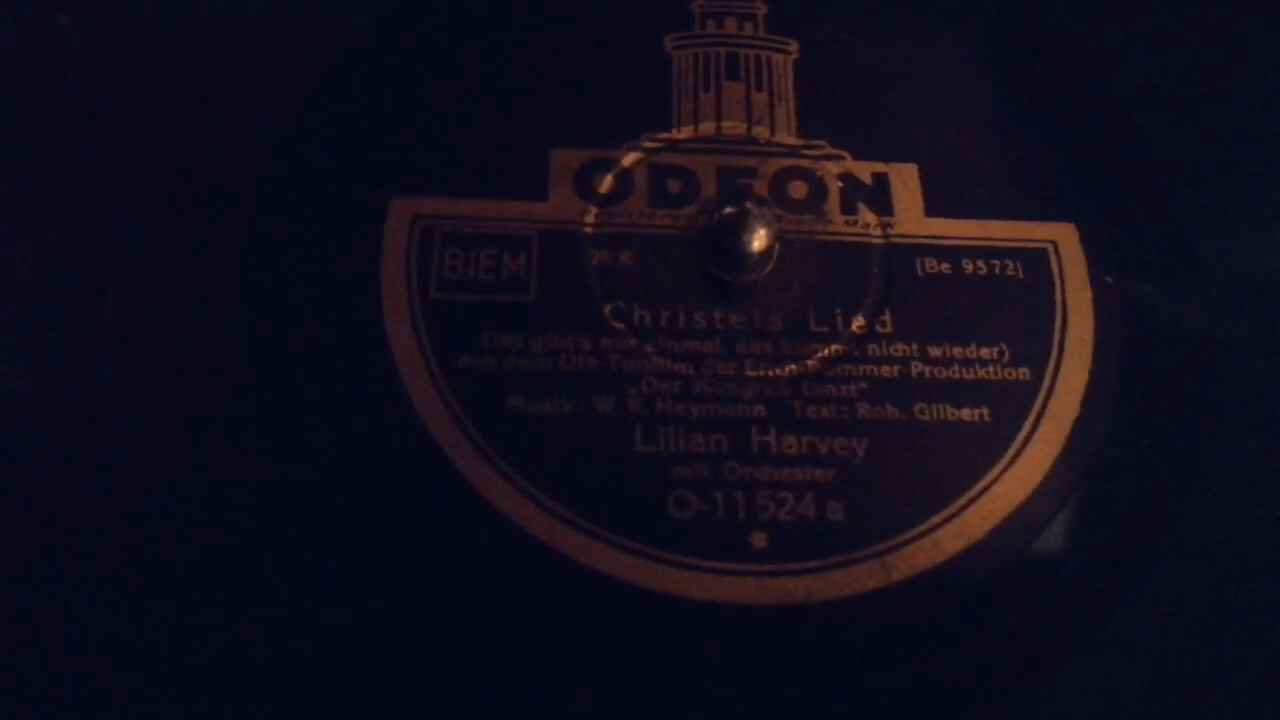 ODEON
BIEM
[Be 9572]
Christels Lied
Das gibt's nur einmal, das kommt nicht wieder)
aus dem Ufa-Tonfilm der Erich-Pommer-Produktion
„Der Kongreß tanzt"
Musik: W. R. Heymann Text: Rob. Gilbert
Lilian Harvey
mit Orchester
O-11524a